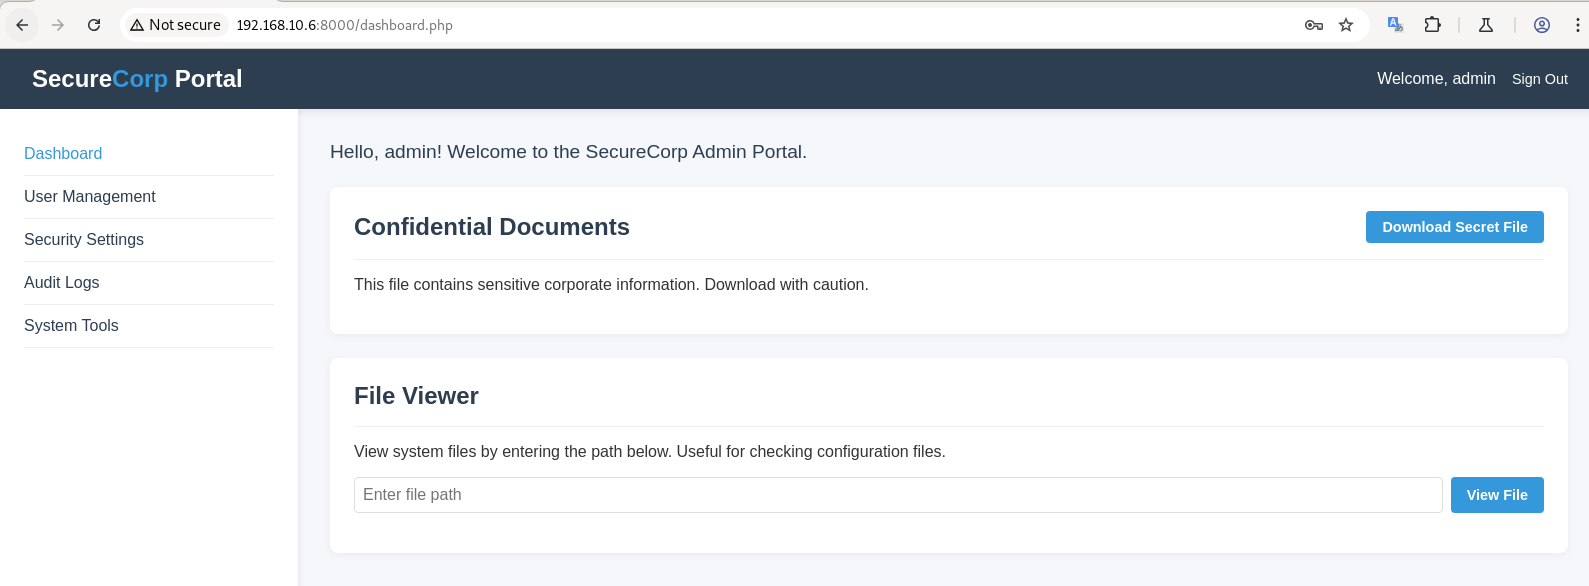 Not secure 192.168.10.6:8000/dashboard.php
SecureCorp Portal
Welcome, admin Sign Out
Dashboard
User Management
Security Settings
Audit Logs
System Tools
Hello, admin! Welcome to the SecureCorp Admin Portal.
Confidential Documents
Download Secret File
This file contains sensitive corporate information. Download with caution.
File Viewer
View system files by entering the path below. Useful for checking configuration files.
Enter file path
View File